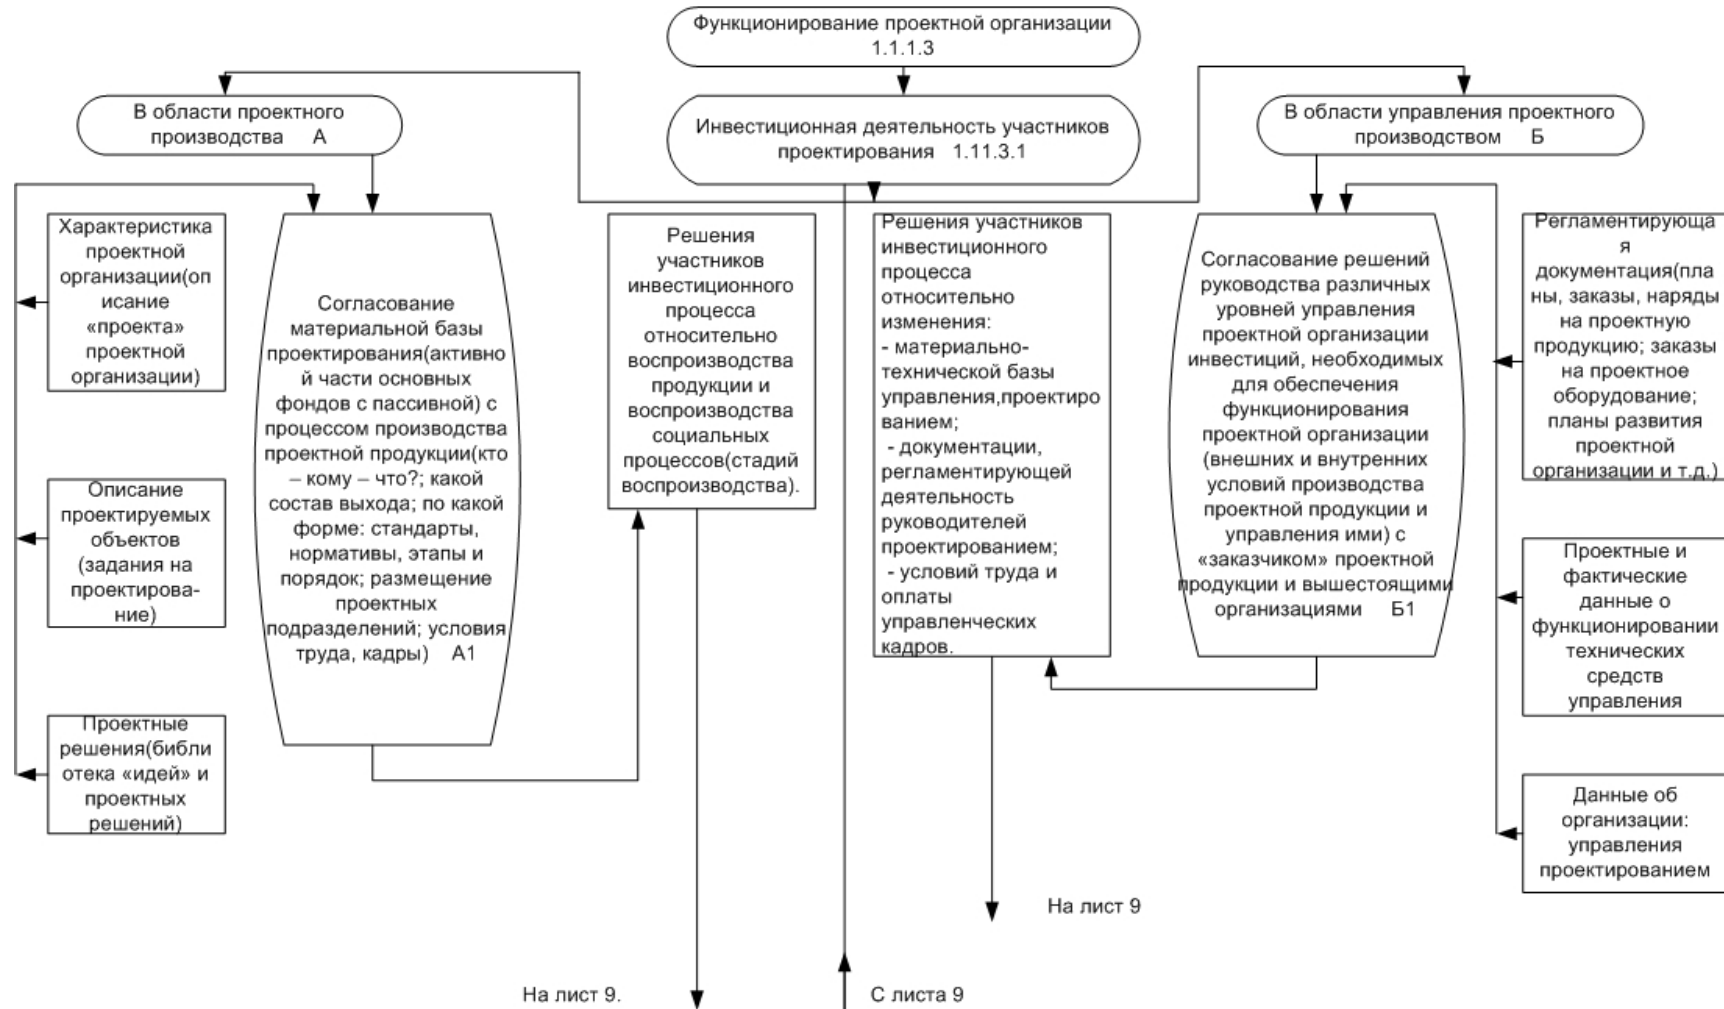 Функционирование проектной организации
1.1.1.3
В области проектного
производства А
Инвестиционная деятельность участников
проектирования 1.11.3.1
В области управления проектного
производством Б
Характеристика
проектной
организации(оп
исание
«проекта»
проектной
организации)
Описание
проектируемых
объектов
(задания на
проектирова-
ние)
Проектные
решения(библи
отека «идей» и
проектных
решений)
Согласование
материальной базы
проектирования(активно
й части основных
фондов с пассивной) с
процессом производства
проектной продукции(кто
– кому – что?; какой
состав выхода; по какой
форме: стандарты,
нормативы, этапы и
порядок; размещение
проектных
подразделений; условия
труда, кадры) А1
Решения
участников
инвестиционного
процесса
относительно
воспроизводства
продукции и
воспроизводства
социальных
процессов(стадий
воспроизводства).
Решения участников
инвестиционного
процесса
относительно
изменения:
- материально-
технической базы
управления,проектиро
ванием;
- документации,
регламентирующей
деятельность
руководителей
проектированием;
- условий труда и
оплаты
управленческих
кадров.
Согласование решений
руководства различных
уровней управления
проектной организации
инвестиций, необходимых
для обеспечения
функционирования
проектной организации
(внешних и внутренних
условий производства
проектной продукции и
управления ими) с
«заказчиком» проектной
продукции и вышестоящими
организациями Б1
Регламентирующа
я
документация(пла
ны, заказы, наряды
на проектную
продукцию; заказы
на проектное
оборудование;
планы развития
проектной
организации и т.д.)
Проектные и
фактические
данные о
функционировании
технических
средств
управления
Данные об
организации:
управления
проектированием
На лист 9
На лист 9.
С листа 9